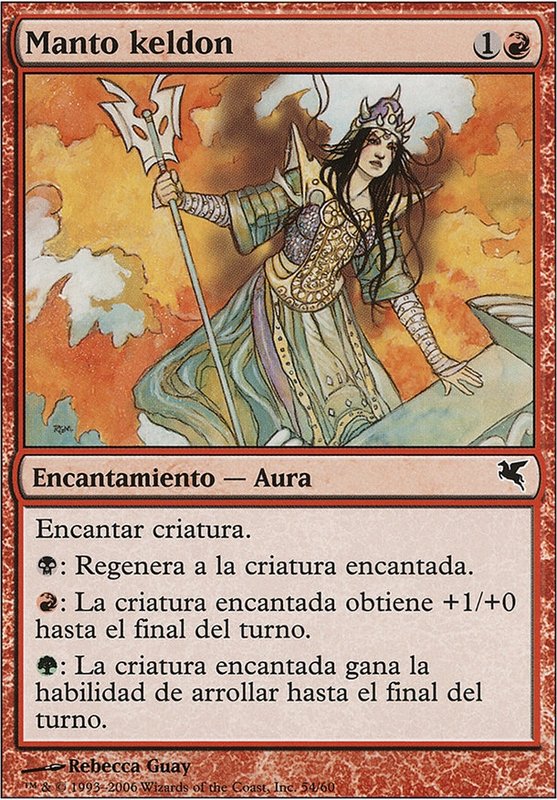 Manto keldon 1
RGUAY
Encantamiento — Aura
Encantar criatura.
: Regenera a la criatura encantada.
: La criatura encantada obtiene +1/+0
hasta el final del turno.
: La criatura encantada gana la
habilidad de arrollar hasta el final del
turno.
Rebecca Guay
™ & © 1993-2006 Wizards of the Coast, Inc. 54/60